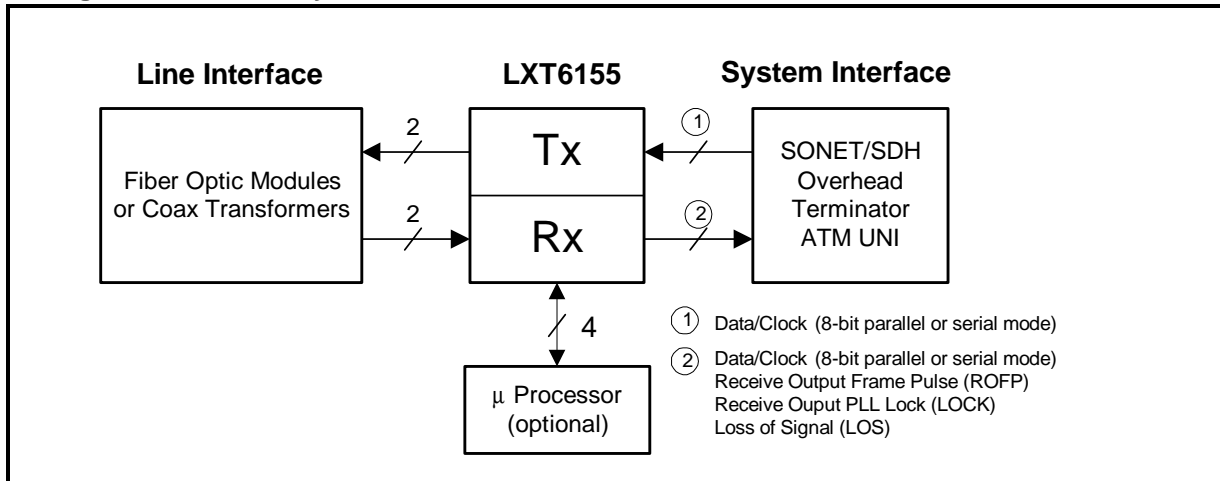 Line Interface
LXT6155
System Interface
2
1
Tx
Fiber Optic Modules
or Coax Transformers
SONET/SDH
Overhead
Terminator
ATM UNI
2
2
Rx
4
1 Data/Clock (8-bit parallel or serial mode)
2 Data/Clock (8-bit parallel or serial mode)
Receive Output Frame Pulse (ROFP)
Receive Ouput PLL Lock (LOCK)
Loss of Signal (LOS)
µ Processor
(optional)